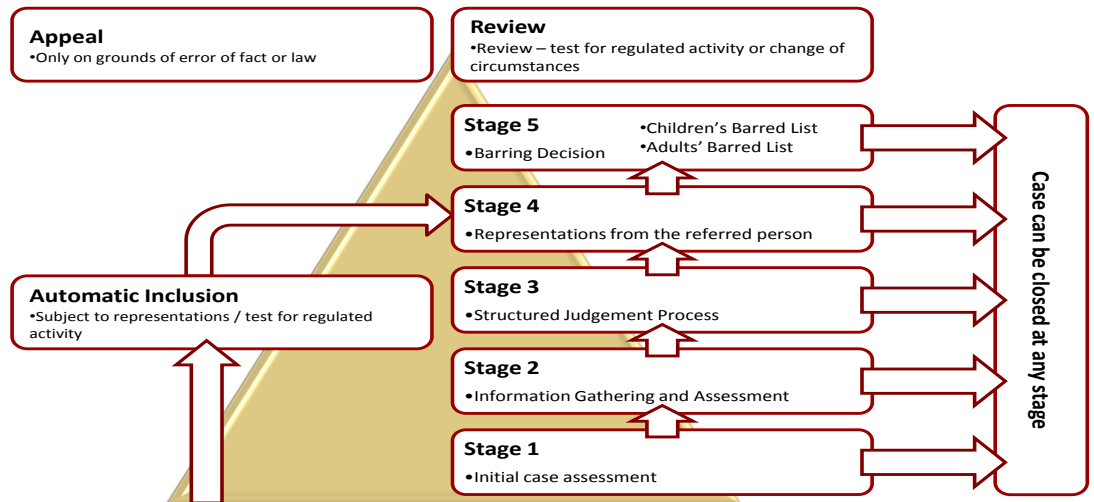 Appeal
•Only on grounds of error of fact or law
Review
•Review – test for regulated activity or change of
circumstances
Stage 5
•Barring Decision
•Children's Barred List
•Adults' Barred List
Stage 4
•Representations from the referred person
Automatic Inclusion
•Subject to representations / test for regulated
activity
Stage 3
•Structured Judgement Process
Stage 2
•Information Gathering and Assessment
Stage 1
•Initial case assessment
Case can be closed at any stage